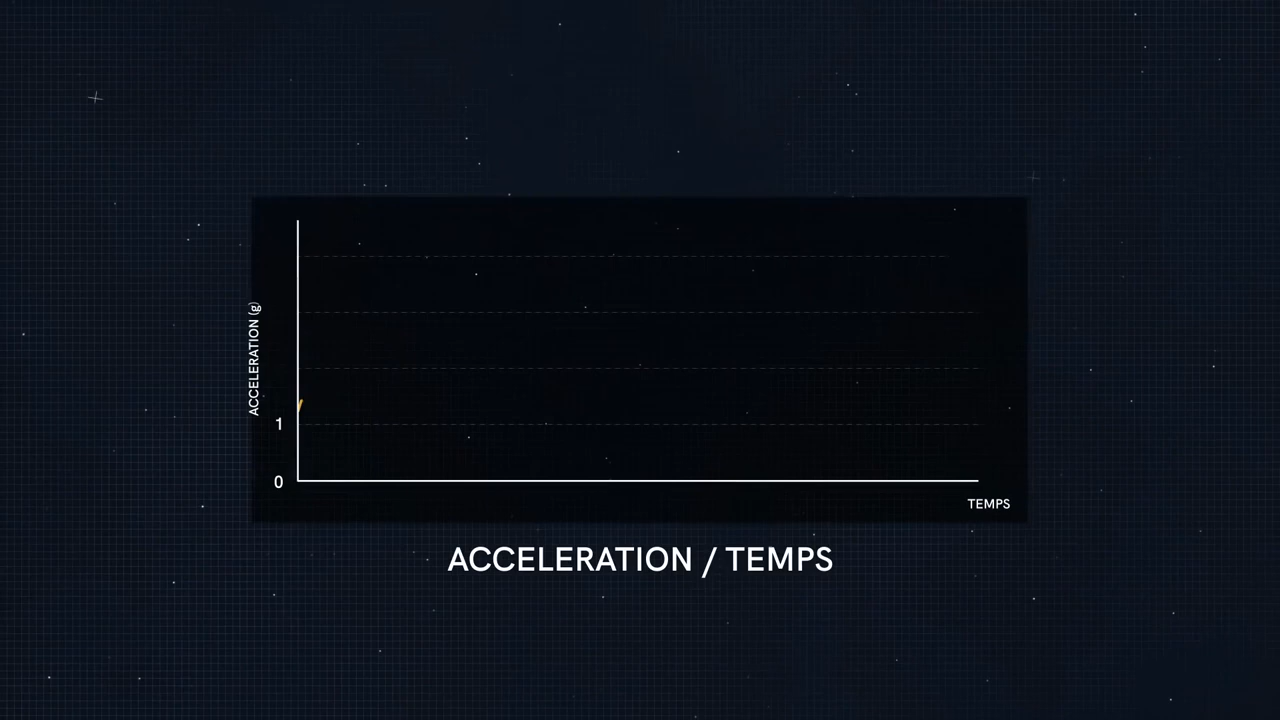 ACCELERATION (g)
1
0
TEMPS
ACCELERATION / TEMPS